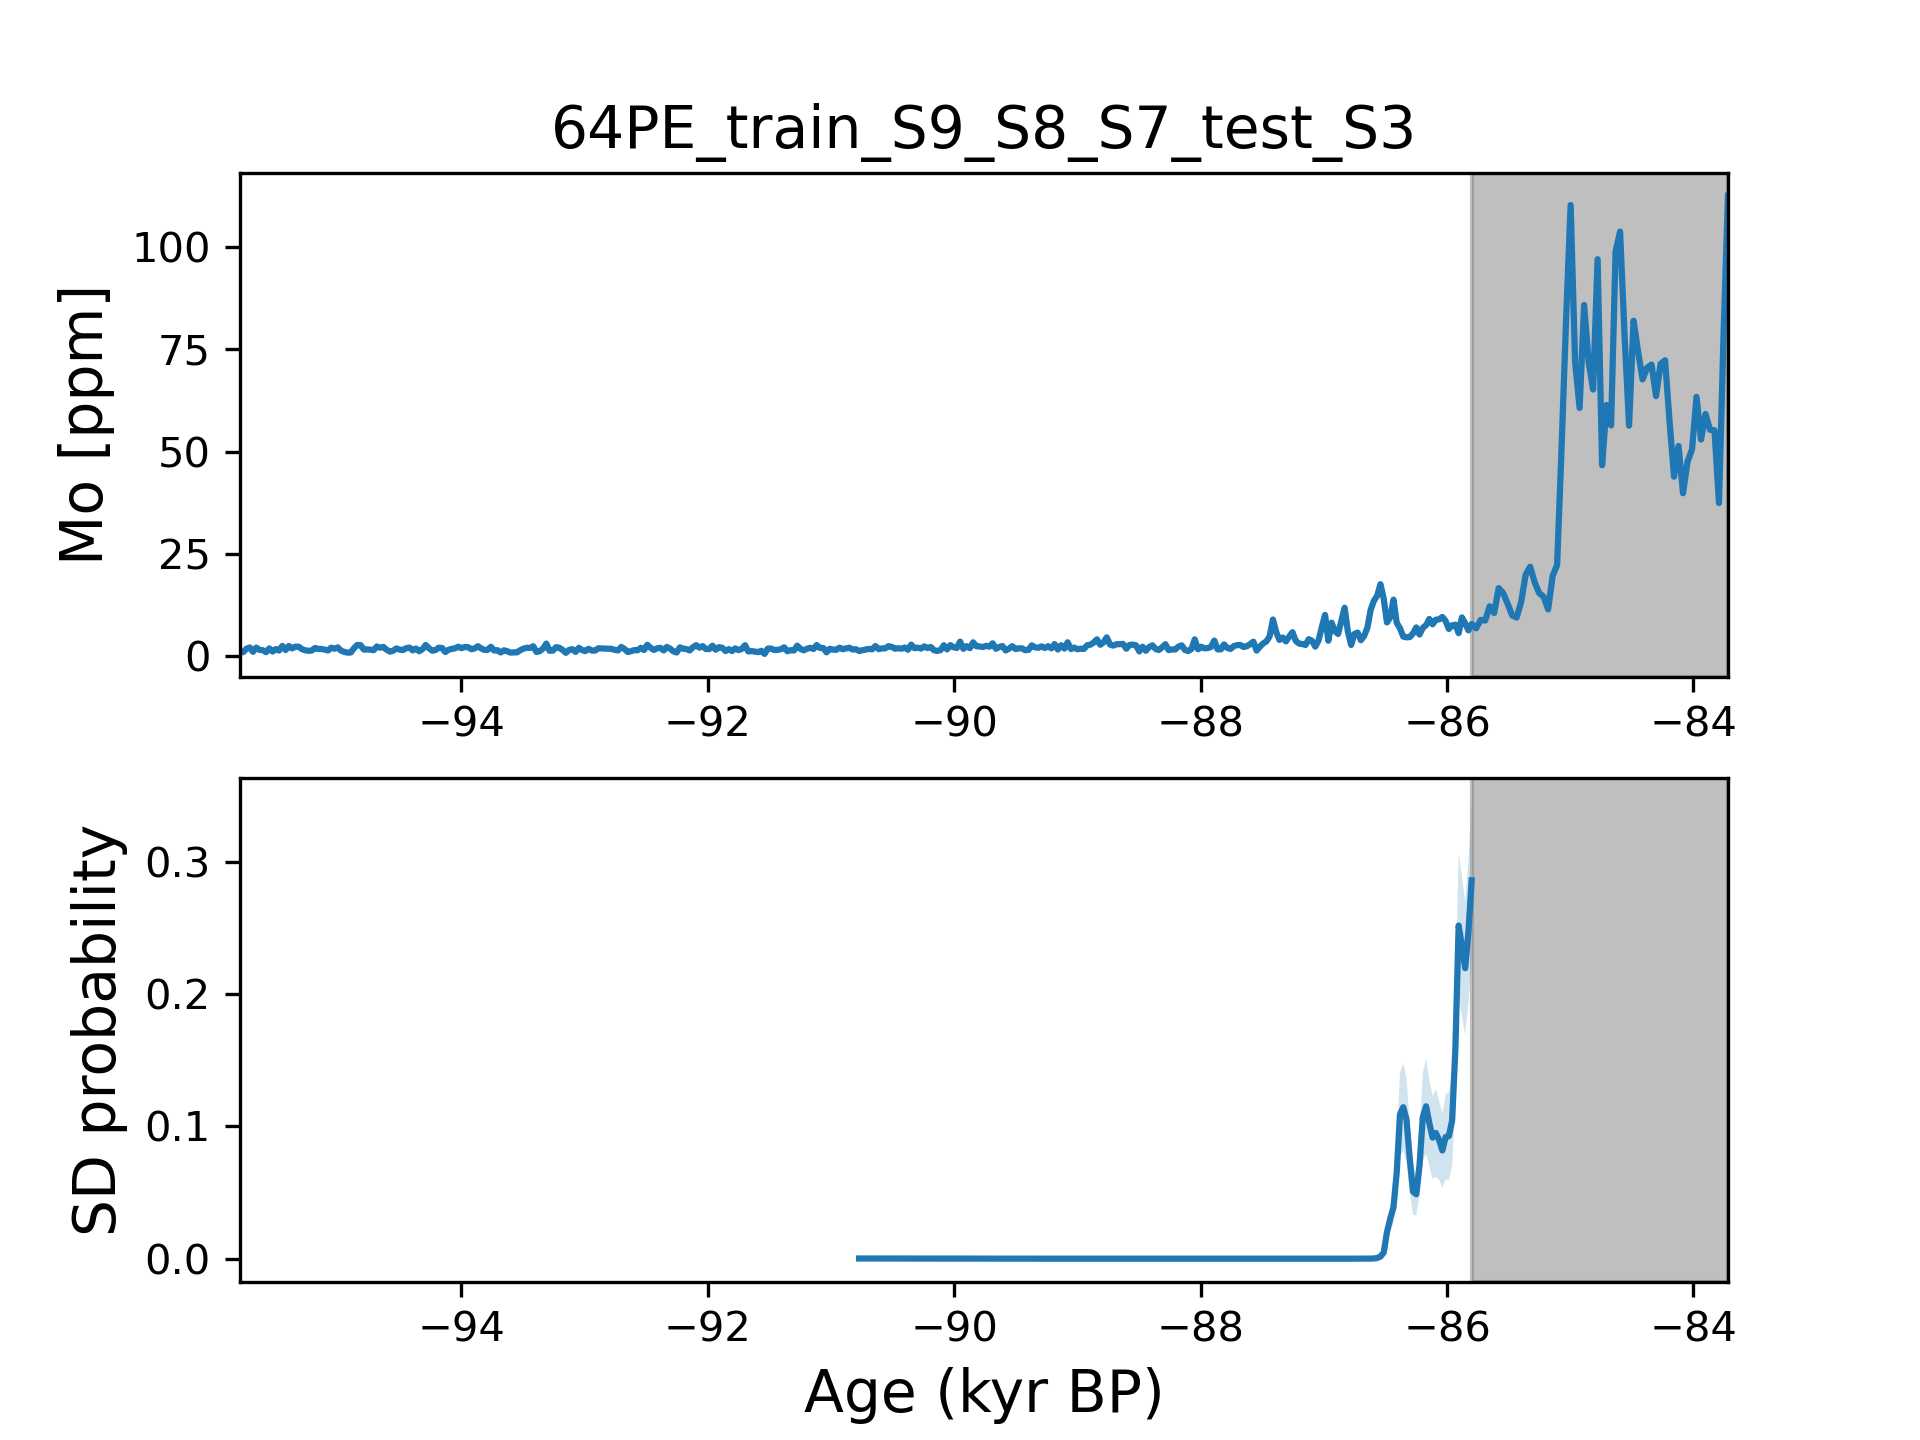 64PE_train_S9_S8_S7_test_S3
Mo [ppm]
100
75
50
25
0
−94 −92 −90 −88 −86 −84
SD probability
0.3
0.2
0.1
0.0
−94 −92 −90 −88 −86 −84
Age (kyr BP)